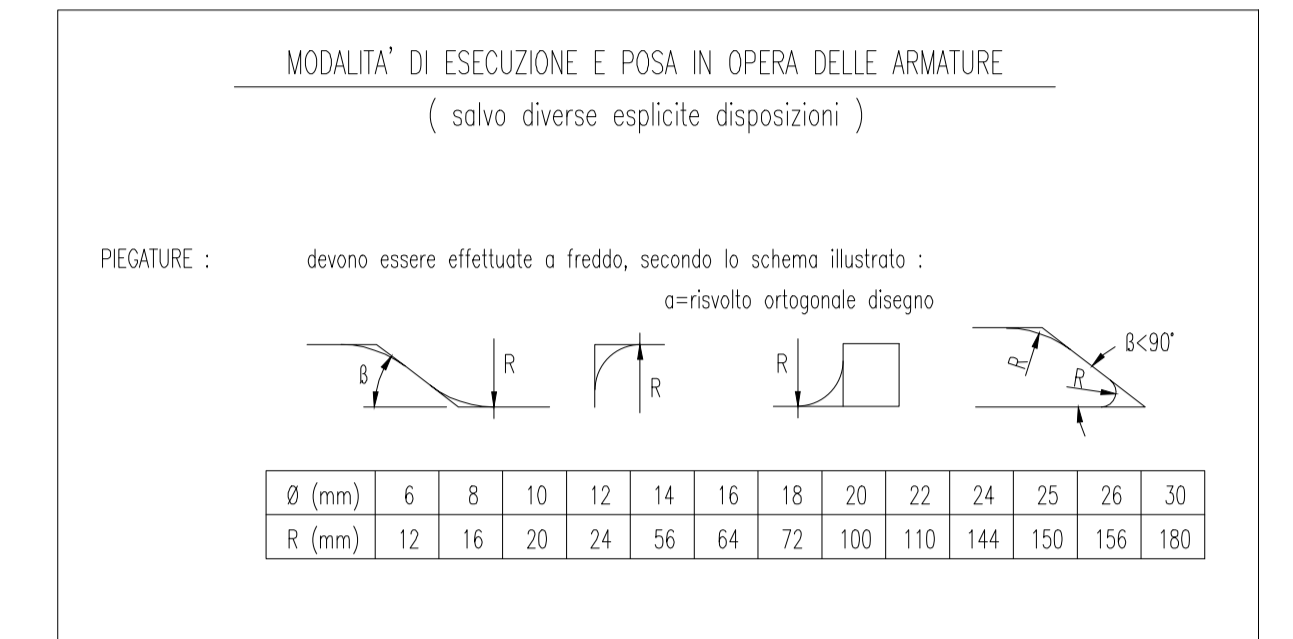 MODALITA' DI ESECUZIONE E POSA IN OPERA DELLE ARMATURE
( salvo diverse esplicite disposizioni )
PIEGATURE : devono essere effettuate a freddo, secondo lo schema illustrato :
a=risvolto ortogonale disegno
ß R R R R R ß<90°
Ø (mm) 6 8 10 12 14 16 18 20 22 24 25 26 30
R (mm) 12 16 20 24 56 64 72 100 110 144 150 156 180